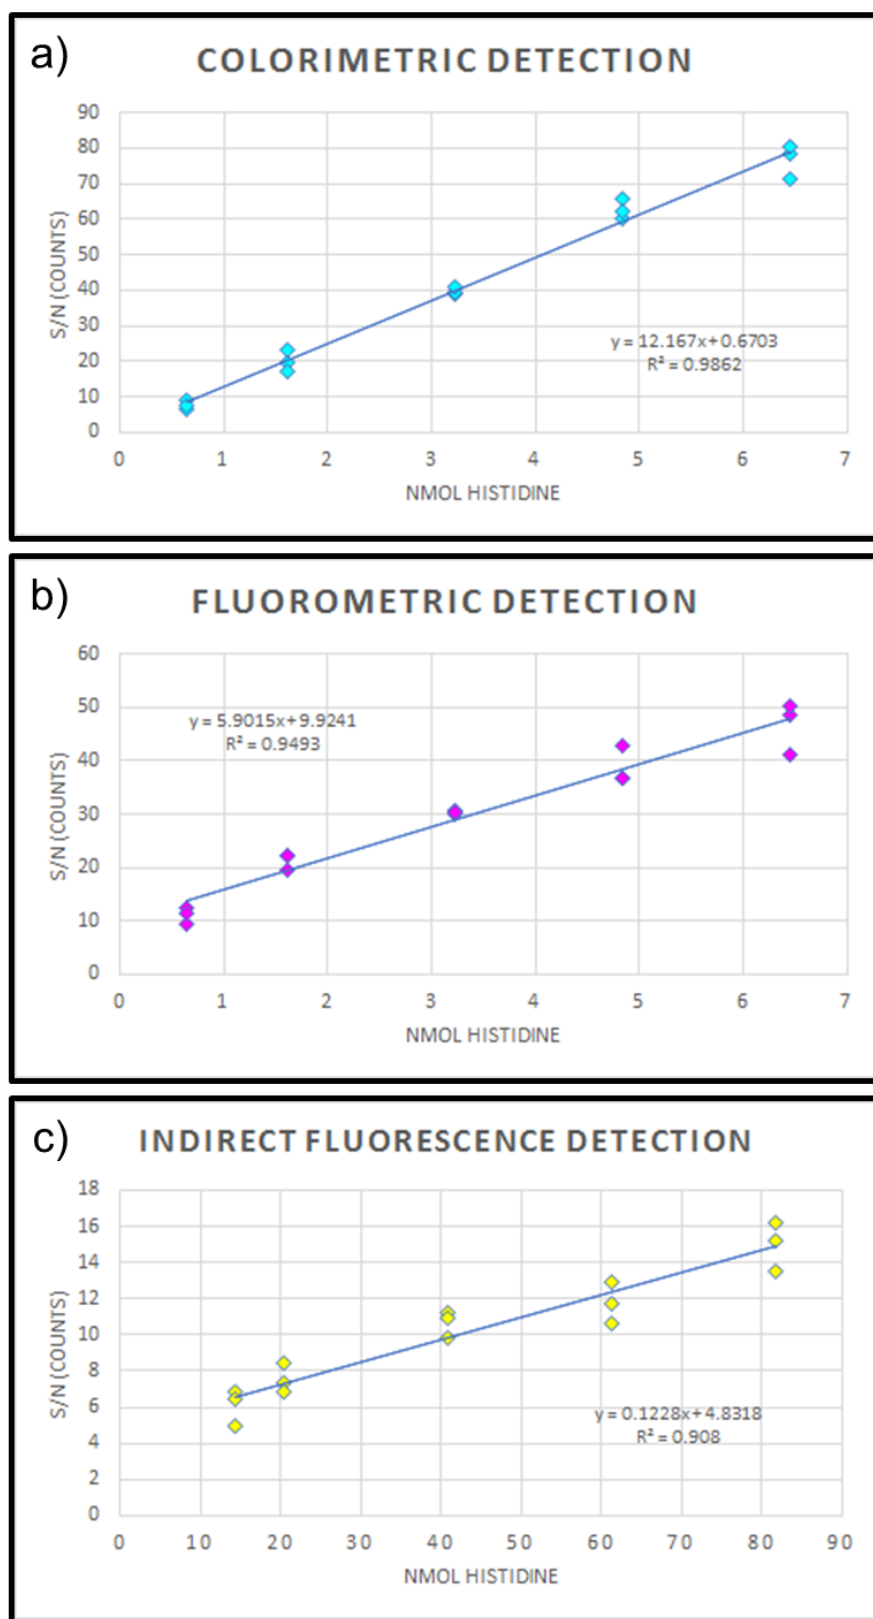 a)
COLORIMETRIC DETECTION
90
80
70
60
50
40
30
20
10
0
S/N (COUNTS)
y = 12.167x + 0.6703
R² = 0.9862
0 1 2 3 4 5 6 7
NMOL HISTIDINE
b)
FLUOROMETRIC DETECTION
60
50
40
30
20
10
0
S/N (COUNTS)
y = 5.9015x + 9.9241
R² = 0.9493
0 1 2 3 4 5 6 7
NMOL HISTIDINE
c)
INDIRECT FLUORESCENCE DETECTION
18
16
14
12
10
8
6
4
2
0
S/N (COUNTS)
y = 0.1228x + 4.8318
R² = 0.908
0 10 20 30 40 50 60 70 80 90
NMOL HISTIDINE